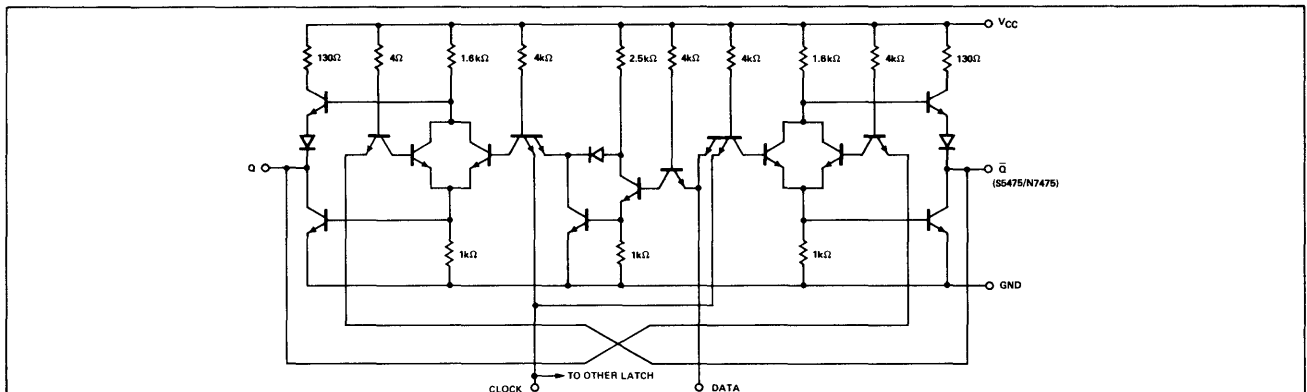 VCC
130Ω
4Ω
1.6kΩ
4kΩ
2.5kΩ
4kΩ
4kΩ
1.6kΩ
4kΩ
130Ω
Q
Q̄
(S5475/N7475)
1kΩ
1kΩ
1kΩ
GND
TO OTHER LATCH
CLOCK
DATA